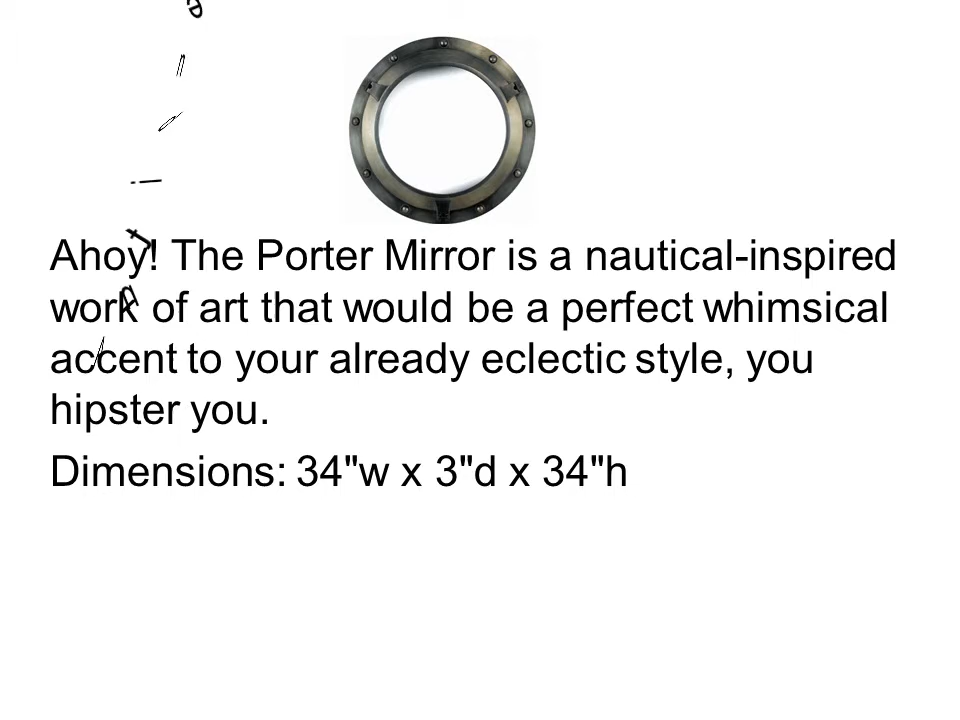 Ahoy! The Porter Mirror is a nautical-inspired
work of art that would be a perfect whimsical
accent to your already eclectic style, you
hipster you.
Dimensions: 34"w x 3"d x 34"h